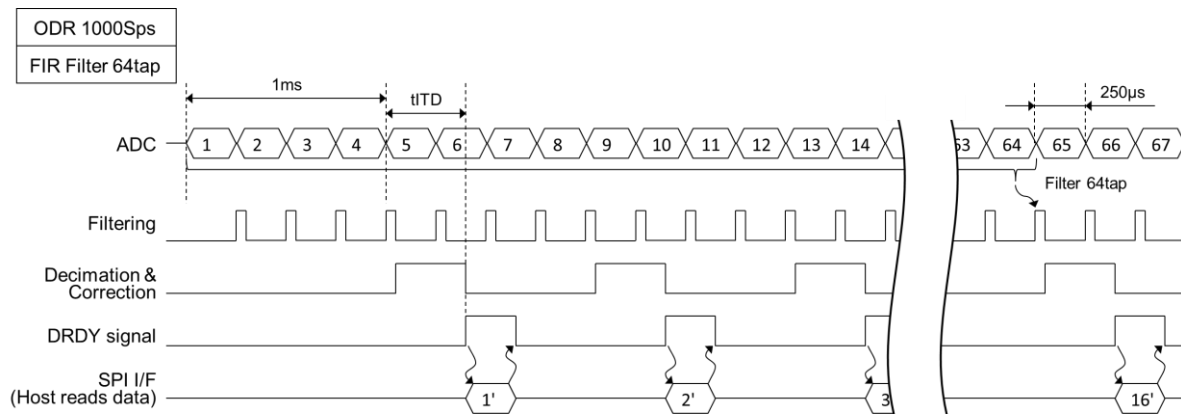 ODR 1000Sps
FIR Filter 64tap
1ms
tITD
250µs
ADC 1 2 3 4 5 6 7 8 9 10 11 12 13 14 63 64 65 66 67
Filter 64tap
Filtering
Decimation &
Correction
DRDY signal
SPI I/F
(Host reads data)
1' 2' 3 16'